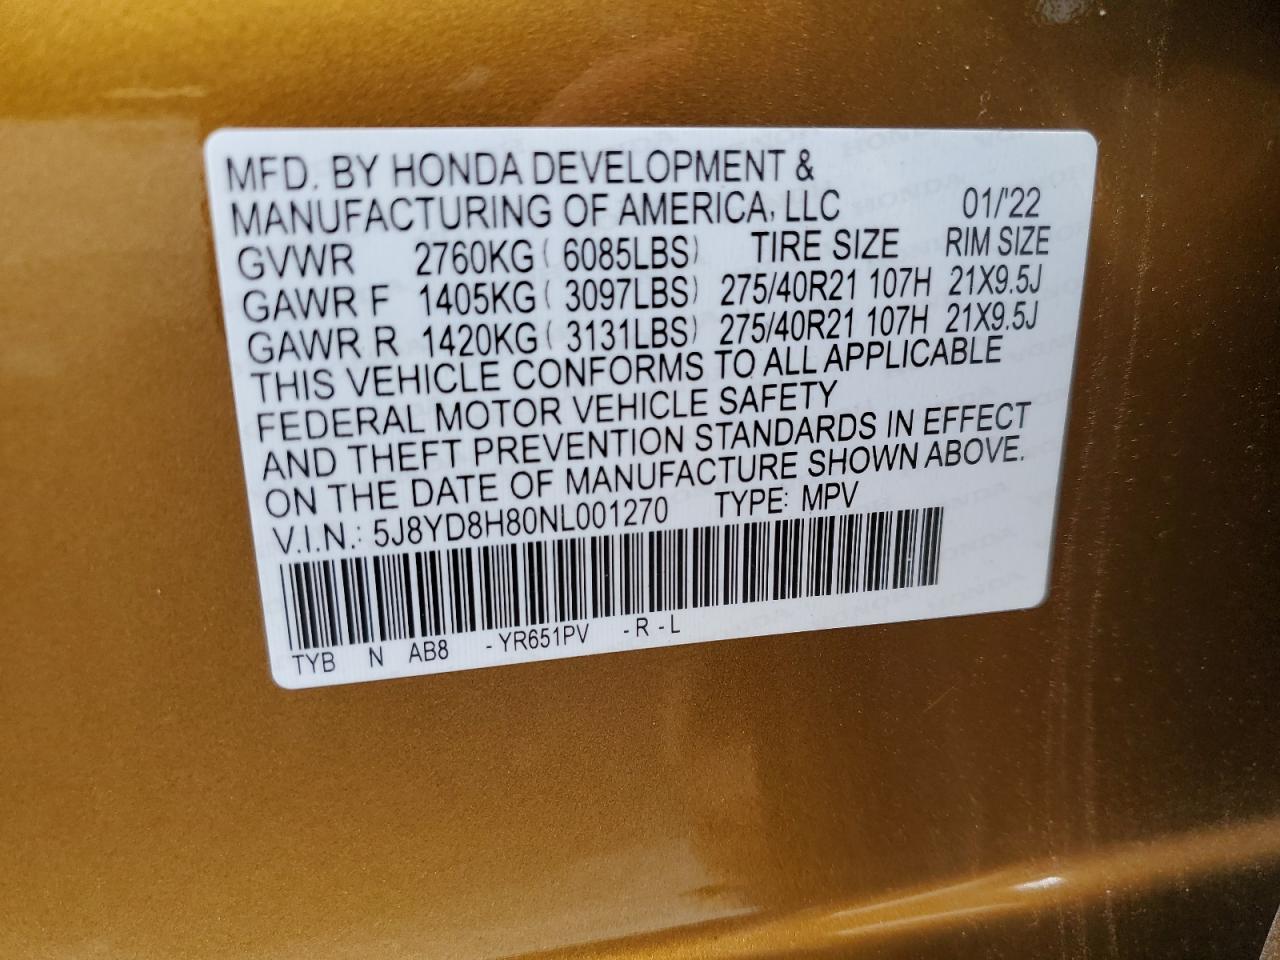 MFD. BY HONDA DEVELOPMENT &
MANUFACTURING OF AMERICA, LLC 01/'22
GVWR 2760KG ( 6085LBS) TIRE SIZE RIM SIZE
GAWR F 1405KG ( 3097LBS) 275/40R21 107H 21X9.5J
GAWR R 1420KG ( 3131LBS) 275/40R21 107H 21X9.5J
THIS VEHICLE CONFORMS TO ALL APPLICABLE
FEDERAL MOTOR VEHICLE SAFETY
AND THEFT PREVENTION STANDARDS IN EFFECT
ON THE DATE OF MANUFACTURE SHOWN ABOVE.
V.I.N.: 5J8YD8H80NL001270 TYPE: MPV
TYB N AB8 - YR651PV - R - L